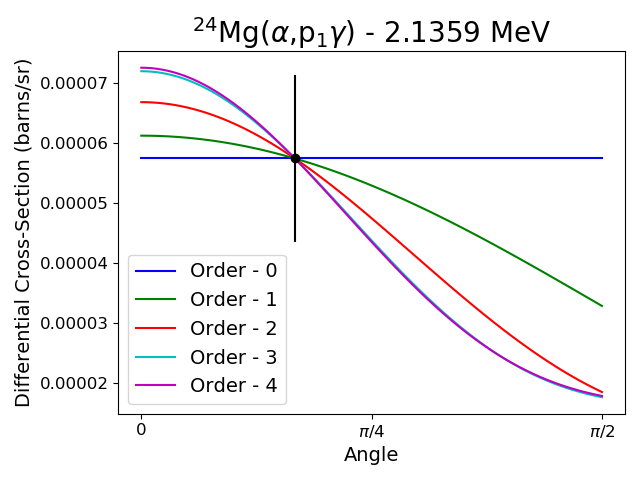 ²⁴Mg(α,p₁γ) - 2.1359 MeV
Differential Cross-Section (barns/sr)
0.00007
0.00006
0.00005
0.00004
0.00003
0.00002
Order - 0
Order - 1
Order - 2
Order - 3
Order - 4
0 π/4 π/2
Angle